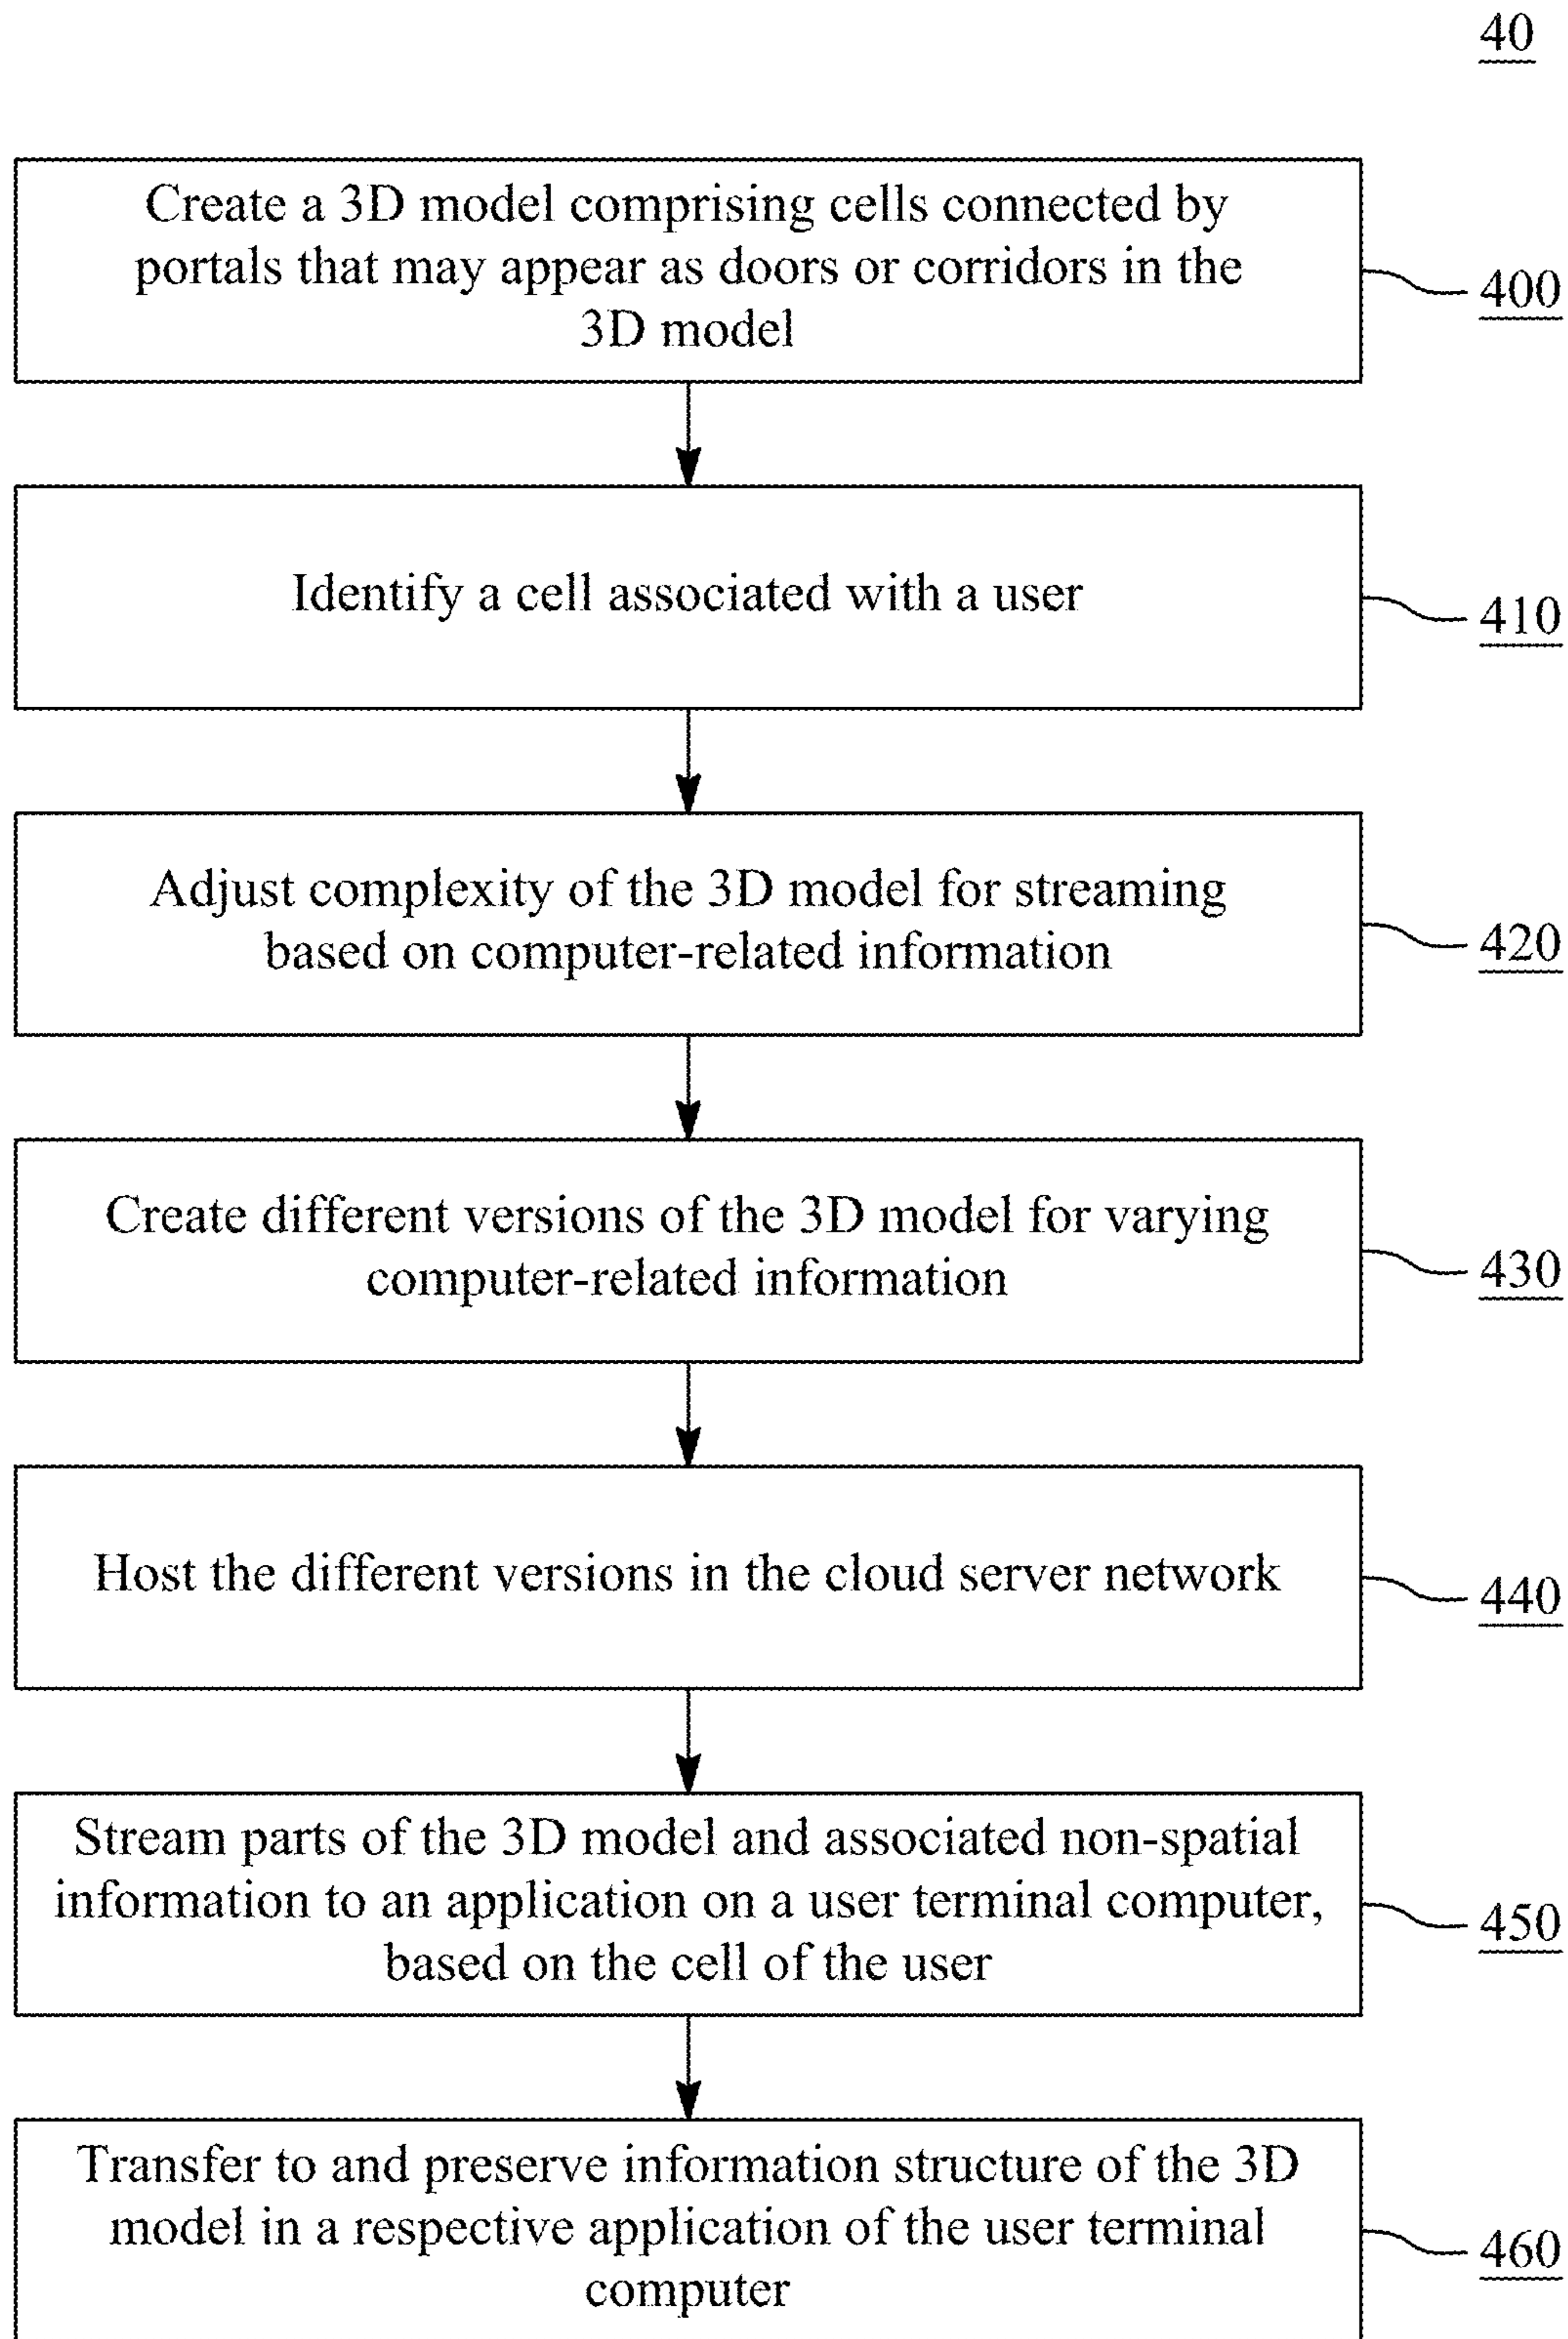 40
Create a 3D model comprising cells connected by
portals that may appear as doors or corridors in the
3D model
400
Identify a cell associated with a user
410
Adjust complexity of the 3D model for streaming
based on computer-related information
420
Create different versions of the 3D model for varying
computer-related information
430
Host the different versions in the cloud server network
440
Stream parts of the 3D model and associated non-spatial
information to an application on a user terminal computer,
based on the cell of the user
450
Transfer to and preserve information structure of the 3D
model in a respective application of the user terminal
computer
460